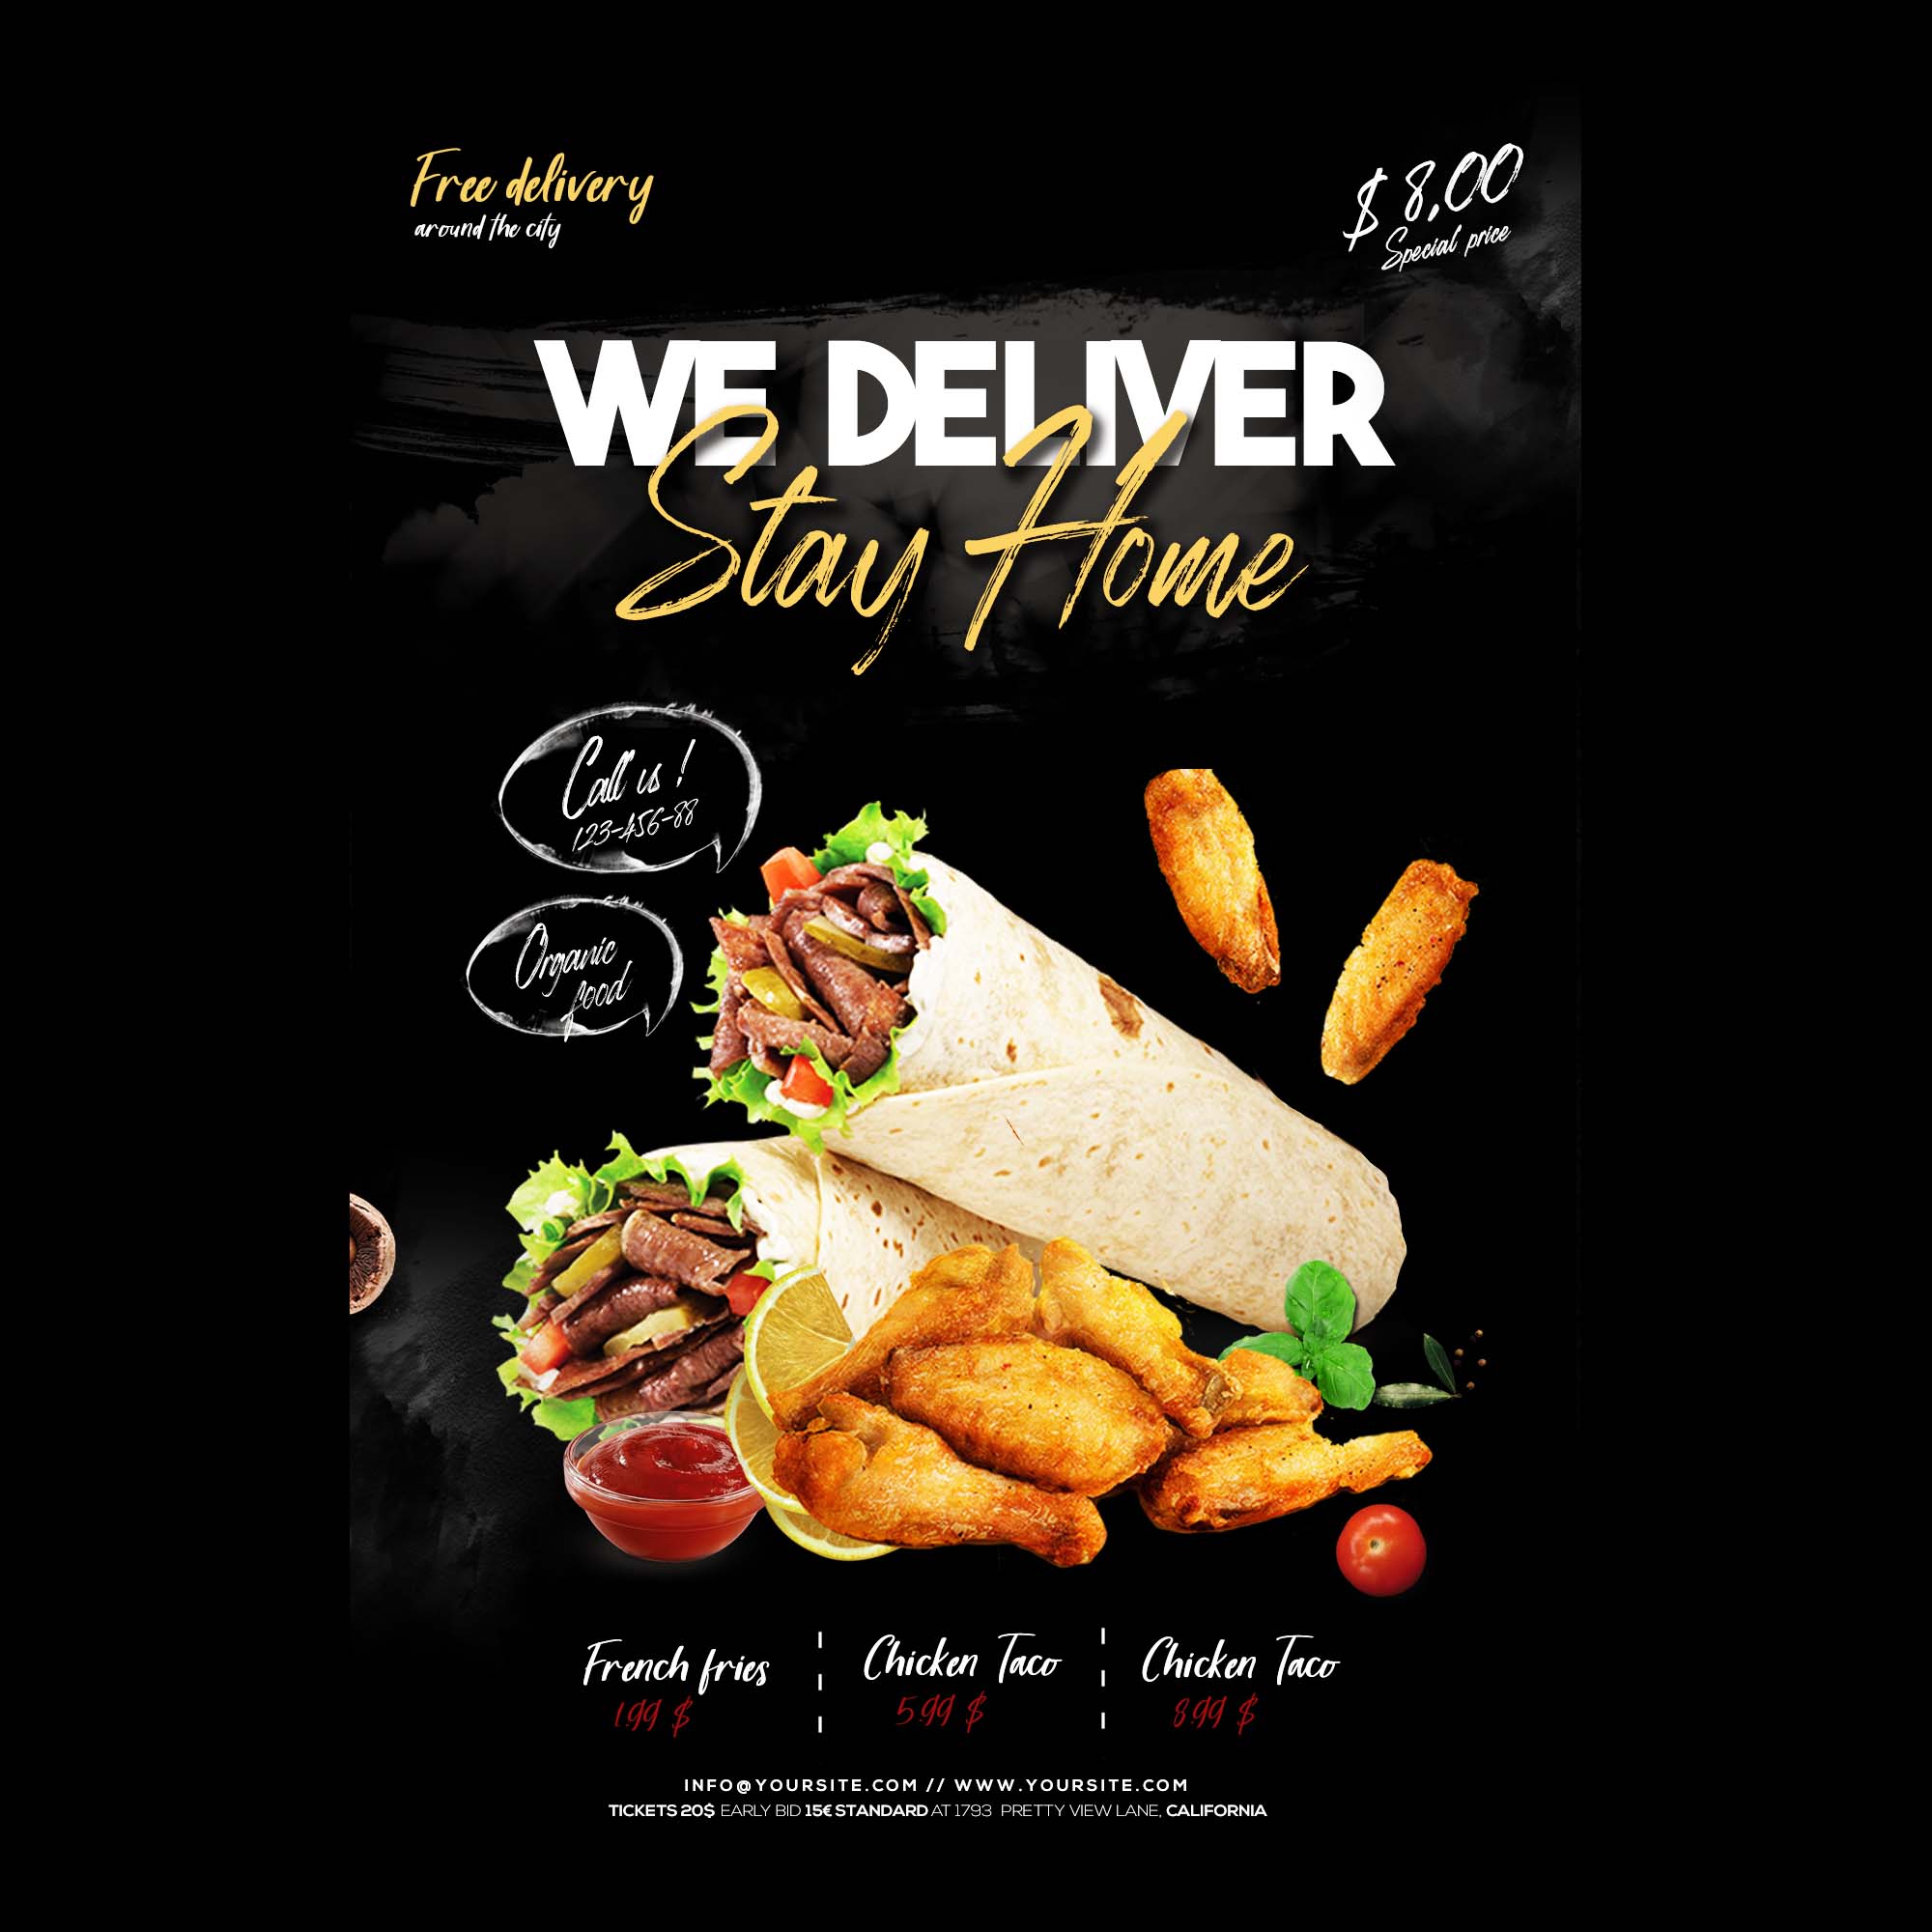 Free delivery
around the city
$ 8,00
Special price
WE DELIVER
Stay Home
Call us !
123-456-88
Organic
food
French fries
1.99 $
Chicken Taco
5.99 $
Chicken Taco
8.99 $
INFO@YOURSITE.COM // WWW.YOURSITE.COM
TICKETS 20$ EARLY BID 15€ STANDARD AT 1793 PRETTY VIEW LANE, CALIFORNIA